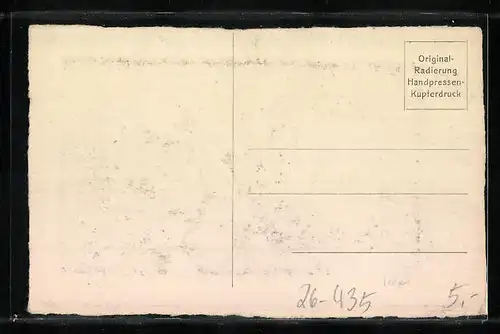 Original-
Radierung
Handpressen-
Kupferdruck
26-435
5,-